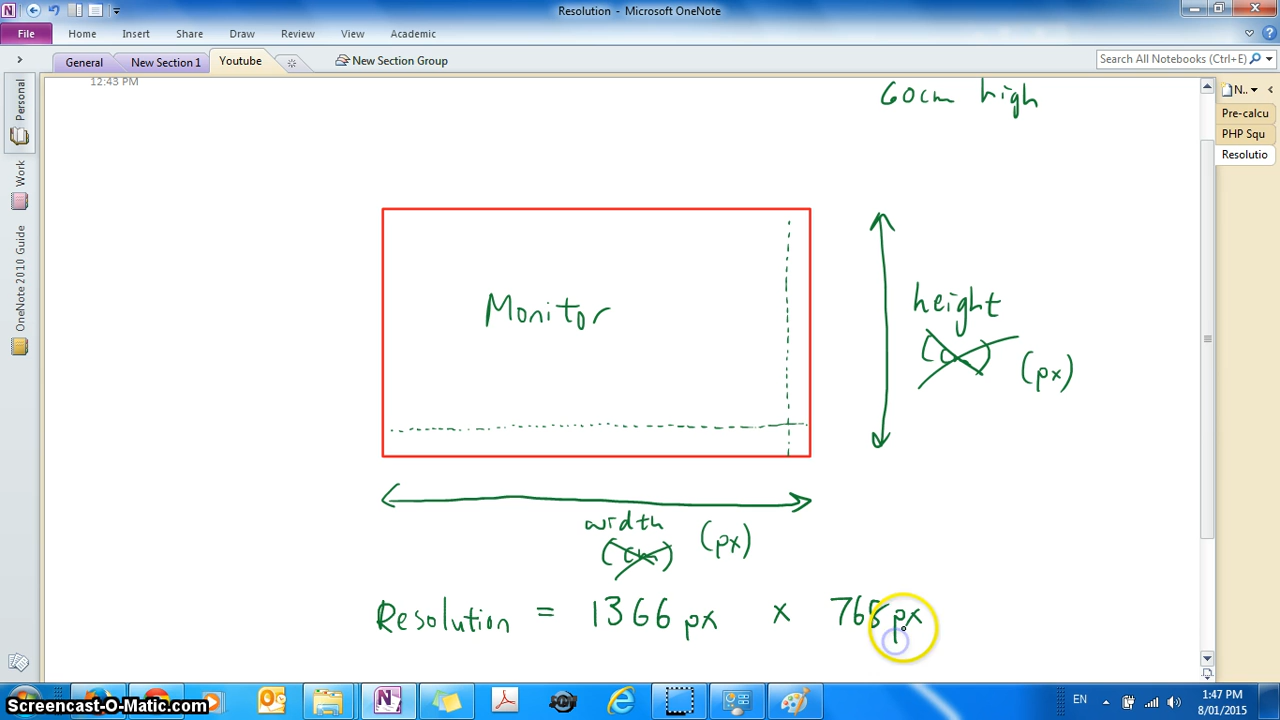 Resolution - Microsoft OneNote
File Home Insert Share Draw Review View Academic
General New Section 1 Youtube New Section Group Search All Notebooks (Ctrl+E)
12:43 PM
60cm high
Personal
Work
OneNote 2010 Guide
N..
Pre-calcu
PHP Squ
Resolutio
Monitor
height
(cm) (px)
width
(cm) (px)
Resolution = 1366 px x 768 px
EN
1:47 PM
8/01/2015
Screencast-O-Matic.com